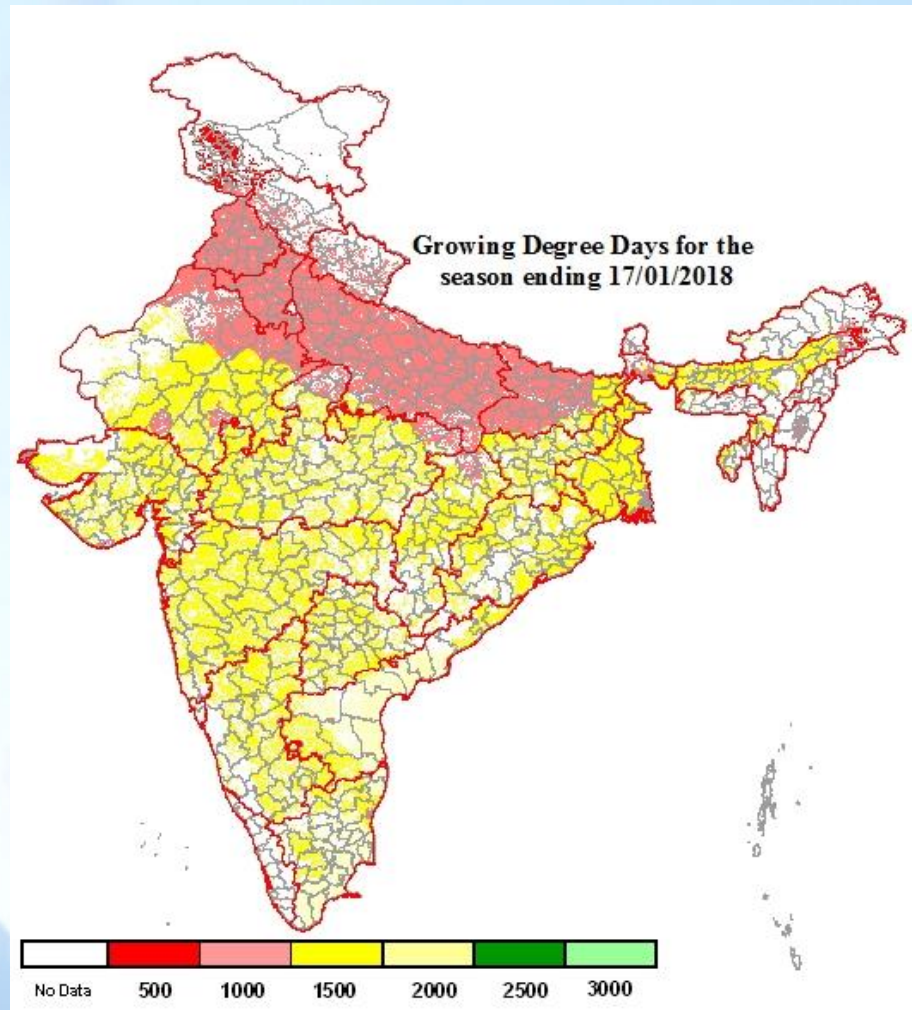 Growing Degree Days for the
season ending 17/01/2018
No Data 500 1000 1500 2000 2500 3000